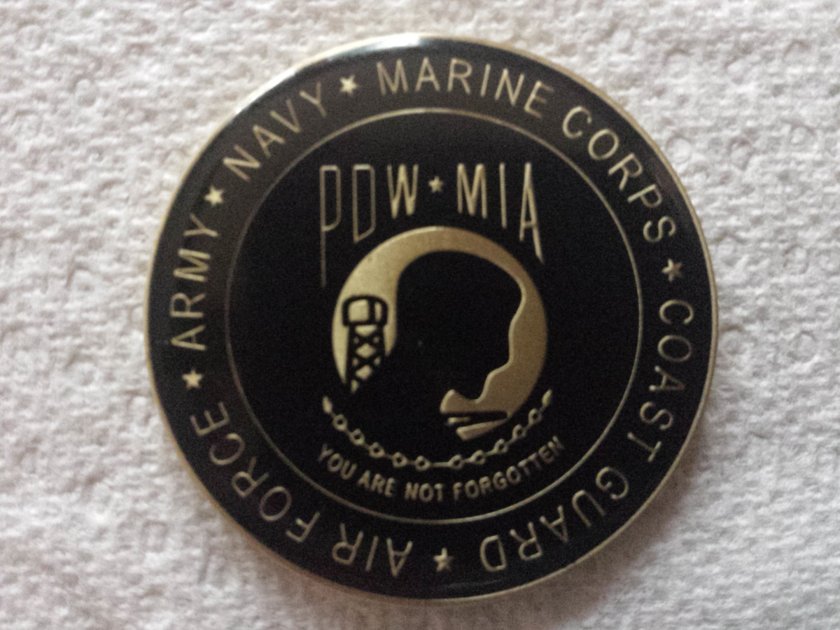 ARMY ★ NAVY ★ MARINE CORPS ★ COAST GUARD ★ AIR FORCE ★
POW ★ MIA
YOU ARE NOT FORGOTTEN